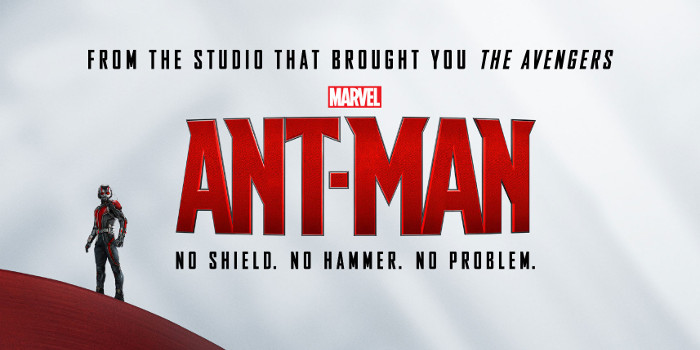 FROM THE STUDIO THAT BROUGHT YOU THE AVENGERS
MARVEL
ANT-MAN
NO SHIELD. NO HAMMER. NO PROBLEM.